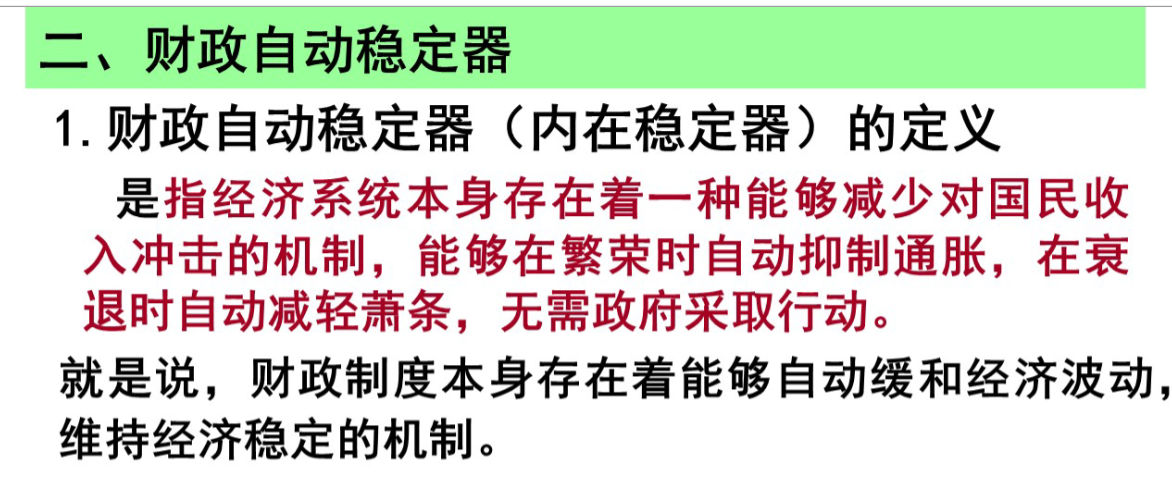 二、财政自动稳定器
1.财政自动稳定器（内在稳定器）的定义
是指经济系统本身存在着一种能够减少对国民收
入冲击的机制，能够在繁荣时自动抑制通胀，在衰
退时自动减轻萧条，无需政府采取行动。
就是说，财政制度本身存在着能够自动缓和经济波动，
维持经济稳定的机制。